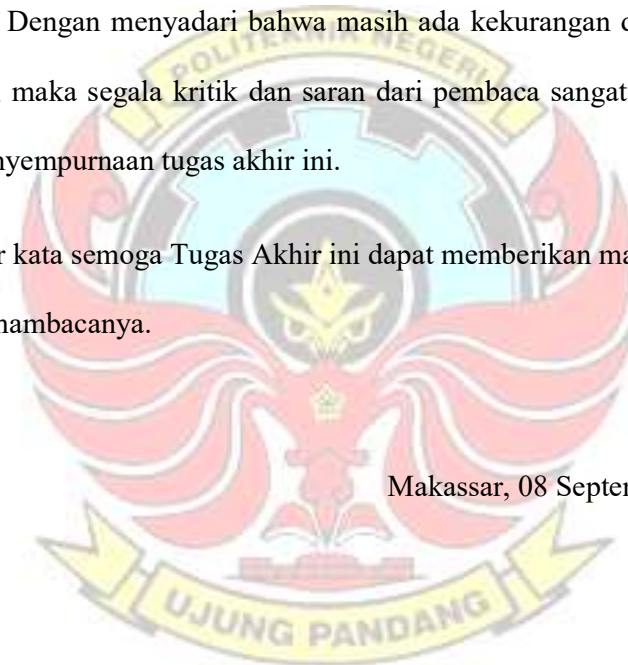 Dengan menyadari bahwa masih ada kekurangan
POLITEKNIK NEGERI
maka segala kritik dan saran dari pembaca sangat
nyempurnaan tugas akhir ini.
r kata semoga Tugas Akhir ini dapat memberikan ma
mambacanya.
Makassar, 08 Septe
UJUNG PANDANG